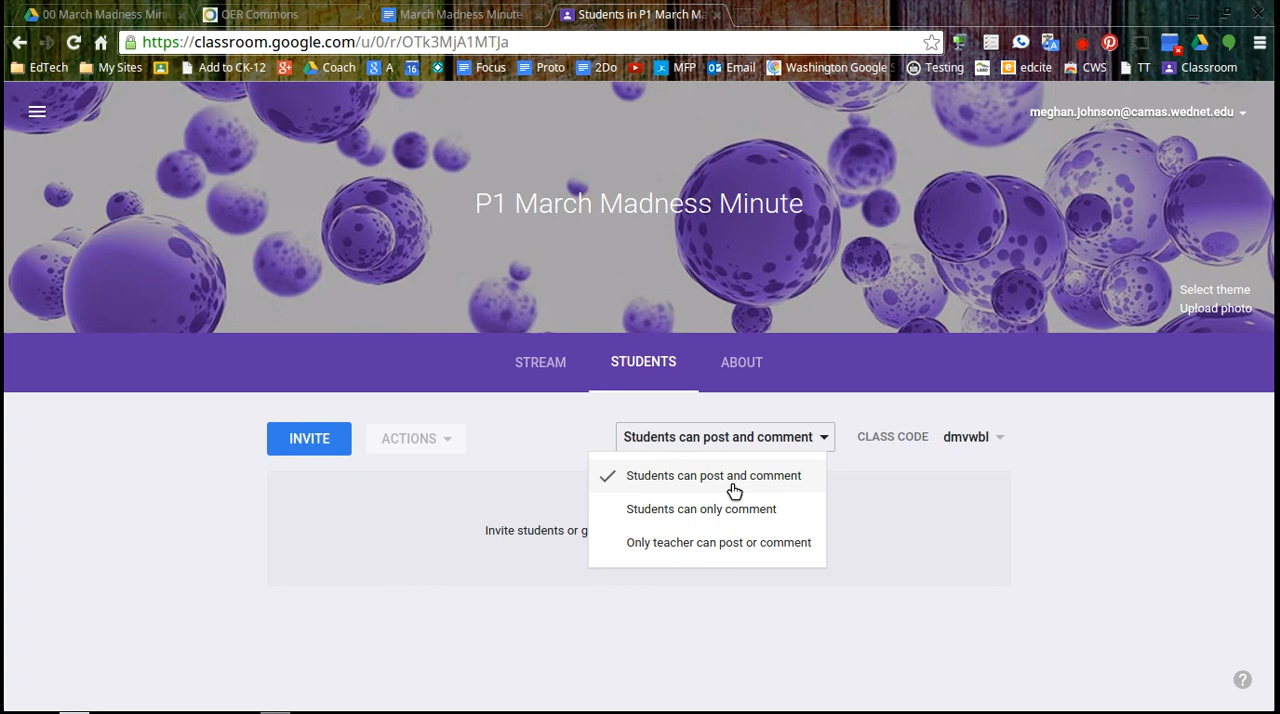 00 March Madness Min
OER Commons
March Madness Minute
Students in P1 March M
https://classroom.google.com/u/0/r/OTk3MjA1MTJa
EdTech
My Sites
Add to CK-12
Coach
A
16
Focus
Proto
2Do
MFP
Email
Washington Google
Testing
edcite
CWS
TT
Classroom
meghan.johnson@camas.wednet.edu
P1 March Madness Minute
Select theme
Upload photo
STREAM
STUDENTS
ABOUT
INVITE
ACTIONS
Students can post and comment
CLASS CODE
dmvwbl
Students can post and comment
Students can only comment
Invite students or g
Only teacher can post or comment